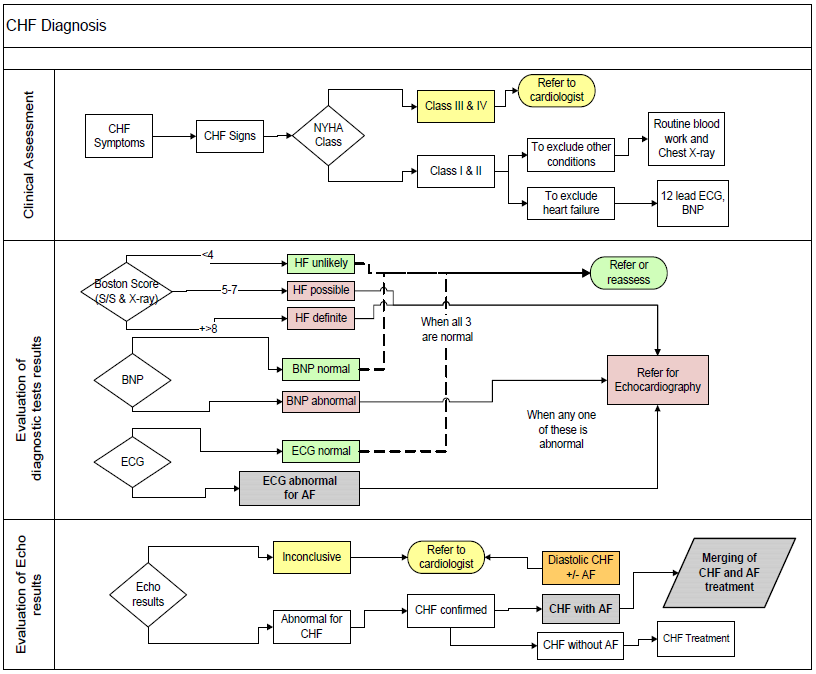 CHF Diagnosis
Clinical Assessment
CHF
Symptoms
CHF Signs
NYHA
Class
Class III & IV
Refer to
cardiologist
Class I & II
To exclude other
conditions
Routine blood
work and
Chest X-ray
To exclude
heart failure
12 lead ECG,
BNP
Evaluation of
diagnostic tests results
Boston Score
(S/S & X-ray)
<4
5-7
+>8
HF unlikely
HF possible
HF definite
Refer or
reassess
When all 3
are normal
BNP
BNP normal
BNP abnormal
Refer for
Echocardiography
When any one
of these is
abnormal
ECG
ECG normal
ECG abnormal
for AF
Evaluation of Echo
results
Echo
results
Inconclusive
Refer to
cardiologist
Diastolic CHF
+/- AF
Merging of
CHF and AF
treatment
Abnormal for
CHF
CHF confirmed
CHF with AF
CHF without AF
CHF Treatment